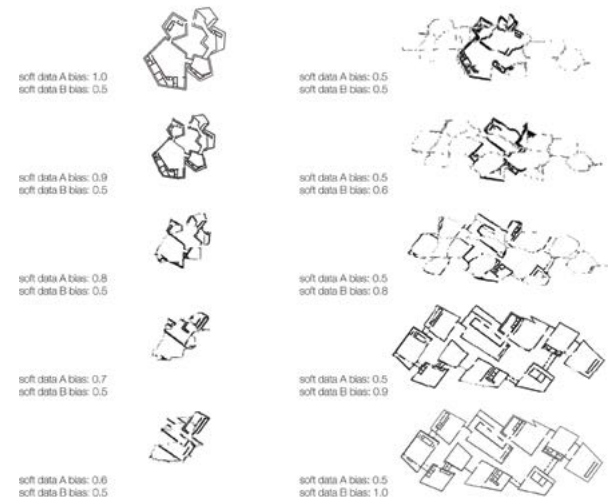 soft data A bias: 1.0
soft data B bias: 0.5
soft data A bias: 0.9
soft data B bias: 0.5
soft data A bias: 0.8
soft data B bias: 0.5
soft data A bias: 0.7
soft data B bias: 0.5
soft data A bias: 0.6
soft data B bias: 0.5
soft data A bias: 0.5
soft data B bias: 0.5
soft data A bias: 0.5
soft data B bias: 0.6
soft data A bias: 0.5
soft data B bias: 0.8
soft data A bias: 0.5
soft data B bias: 0.9
soft data A bias: 0.5
soft data B bias: 1.0